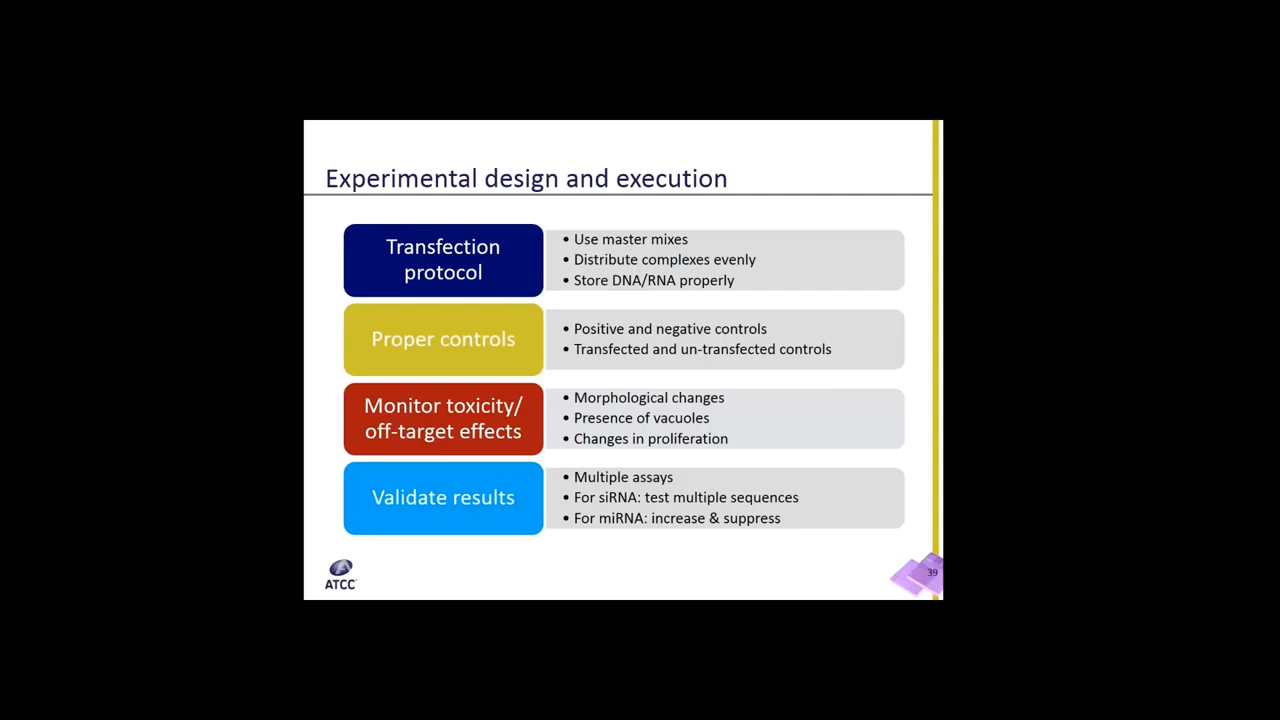 Experimental design and execution
Transfection
protocol
• Use master mixes
• Distribute complexes evenly
• Store DNA/RNA properly
Proper controls
• Positive and negative controls
• Transfected and un-transfected controls
Monitor toxicity/
off-target effects
• Morphological changes
• Presence of vacuoles
• Changes in proliferation
Validate results
• Multiple assays
• For siRNA: test multiple sequences
• For miRNA: increase & suppress
ATCC
39